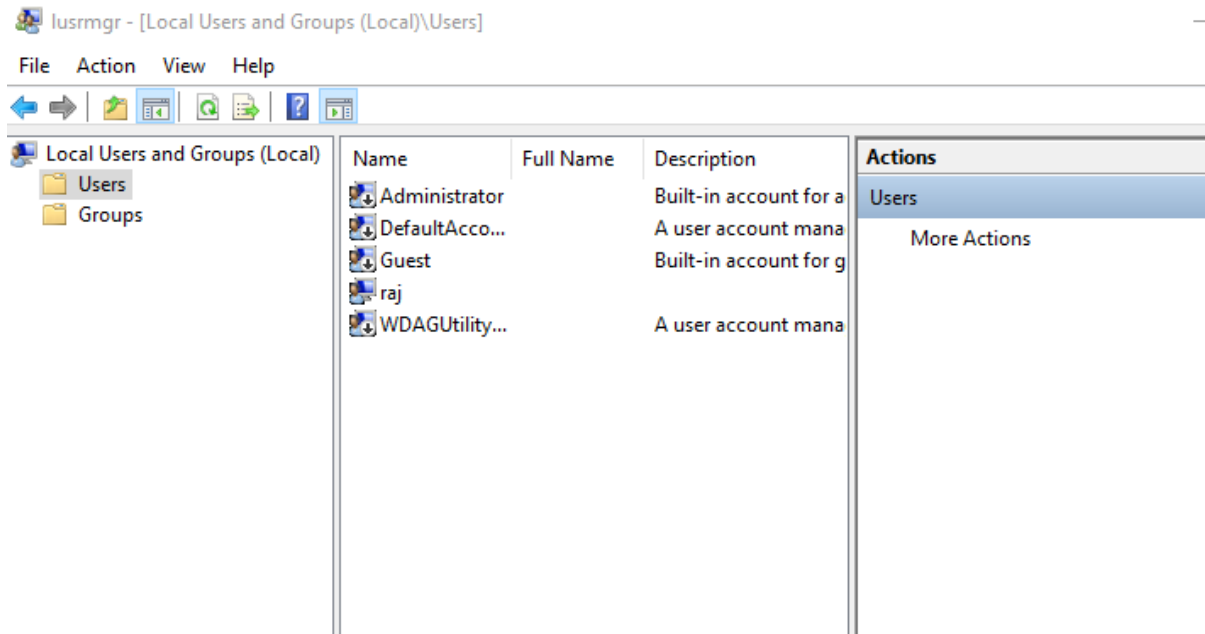 lusrmgr - [Local Users and Groups (Local)\Users]
File Action View Help
Local Users and Groups (Local)
Users
Groups
Name Full Name Description
Administrator Built-in account for a
DefaultAcco... A user account mana
Guest Built-in account for g
raj
WDAGUtility... A user account mana
Actions
Users
More Actions